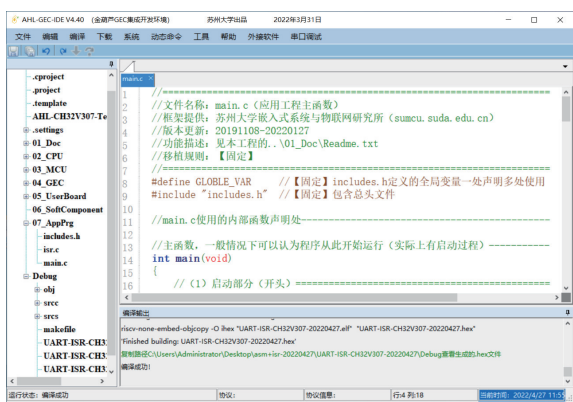 AHL-GEC-IDE V4.40 (金葫芦GEC集成开发环境) 苏州大学出品 2022年3月31日
文件 编辑 编译 下载 系统 动态命令 工具 帮助 外接软件 串口调试
.cproject
.project
.template
AHL-CH32V307-Te
.settings
01_Doc
02_CPU
03_MCU
04_GEC
05_UserBoard
06_SoftComponent
07_AppPrg
includes.h
isr.c
main.c
Debug
obj
srcc
srcs
makefile
UART-ISR-CH3
UART-ISR-CH3
UART-ISR-CH3
main.c ×
1 //======================================================
2 //文件名称：main.c（应用工程主函数）
3 //框架提供：苏州大学嵌入式系统与物联网研究所（sumcu.suda.edu.cn）
4 //版本更新：20191108-20220127
5 //功能描述：见本工程的..\01_Doc\Readme.txt
6 //移植规则：【固定】
7 //======================================================
8 #define GLOBLE_VAR //【固定】includes.h定义的全局变量一处声明多处使用
9 #include "includes.h" //【固定】包含总头文件
10
11 //main.c使用的内部函数声明处------------------------------------
12
13 //主函数，一般情况下可以认为程序从此开始运行（实际上有启动过程）----------
14 int main(void)
15 {
16 //（1）启动部分（开头）======================================
编译输出
riscv-none-embed-objcopy -O ihex "UART-ISR-CH32V307-20220427.elf" "UART-ISR-CH32V307-20220427.hex"
'Finished building: UART-ISR-CH32V307-20220427.hex'
复制路径C:\Users\Administrator\Desktop\asm+isr-20220427\UART-ISR-CH32V307-20220427\Debug查看生成的.hex文件
编译成功!
运行状态：编译成功 协议： 协议信息： 行:4 列:18 当前时间：2022/4/27 11:55